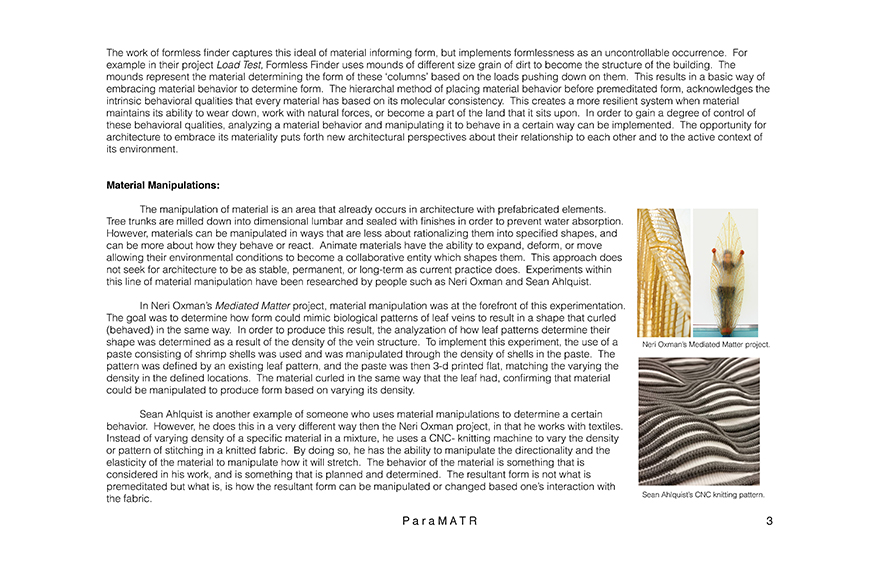 The work of formless finder captures this ideal of material informing form, but implements formlessness as an uncontrollable occurrence.  For
example in their project Load Test, Formless Finder uses mounds of different size grain of dirt to become the structure of the building.  The
mounds represent the material determining the form of these ‘columns’ based on the loads pushing down on them.  This results in a basic way of
embracing material behavior to determine form.  The hierarchal method of placing material behavior before premeditated form, acknowledges the
intrinsic behavioral qualities that every material has based on its molecular consistency.  This creates a more resilient system when material
maintains its ability to wear down, work with natural forces, or become a part of the land that it sits upon.  In order to gain a degree of control of
these behavioral qualities, analyzing a material behavior and manipulating it to behave in a certain way can be implemented.  The opportunity for
architecture to embrace its materiality puts forth new architectural perspectives about their relationship to each other and to the active context of
its environment.
Material Manipulations:
The manipulation of material is an area that already occurs in architecture with prefabricated elements.
Tree trunks are milled down into dimensional lumbar and sealed with finishes in order to prevent water absorption.
However, materials can be manipulated in ways that are less about rationalizing them into specified shapes, and
can be more about how they behave or react.  Animate materials have the ability to expand, deform, or move
allowing their environmental conditions to become a collaborative entity which shapes them.  This approach does
not seek for architecture to be as stable, permanent, or long-term as current practice does.  Experiments within
this line of material manipulation have been researched by people such as Neri Oxman and Sean Ahlquist.
In Neri Oxman’s Mediated Matter project, material manipulation was at the forefront of this experimentation.
The goal was to determine how form could mimic biological patterns of leaf veins to result in a shape that curled
(behaved) in the same way.  In order to produce this result, the analyzation of how leaf patterns determine their
shape was determined as a result of the density of the vein structure.  To implement this experiment, the use of a
paste consisting of shrimp shells was used and was manipulated through the density of shells in the paste.  The
pattern was defined by an existing leaf pattern, and the paste was then 3-d printed flat, matching the varying the
density in the defined locations.  The material curled in the same way that the leaf had, confirming that material
could be manipulated to produce form based on varying its density.
Neri Oxman’s Mediated Matter project.
Sean Ahlquist is another example of someone who uses material manipulations to determine a certain
behavior.  However, he does this in a very different way then the Neri Oxman project, in that he works with textiles.
Instead of varying density of a specific material in a mixture, he uses a CNC- knitting machine to vary the density
or pattern of stitching in a knitted fabric.  By doing so, he has the ability to manipulate the directionality and the
elasticity of the material to manipulate how it will stretch.  The behavior of the material is something that is
considered in his work, and is something that is planned and determined.  The resultant form is not what is
premeditated but what is, is how the resultant form can be manipulated or changed based one’s interaction with
the fabric.
Sean Ahlquist’s CNC knitting pattern.
ParaMATR
3